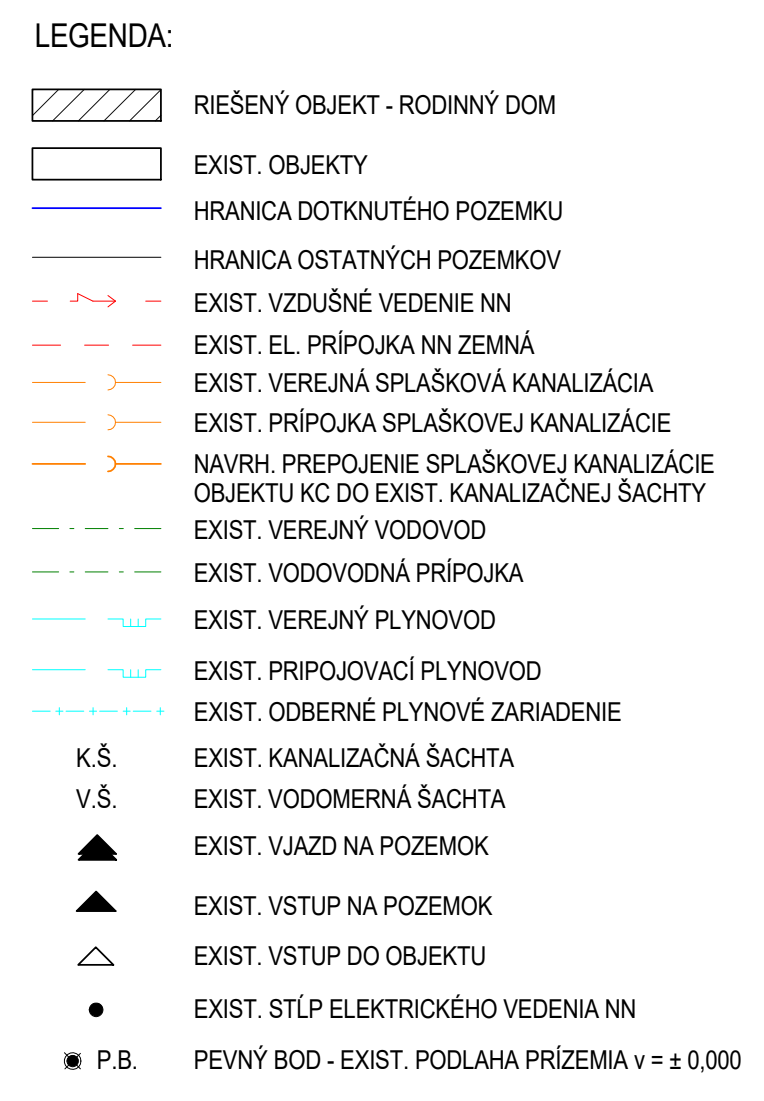 LEGENDA:
RIEŠENÝ OBJEKT - RODINNÝ DOM
EXIST. OBJEKTY
HRANICA DOTKNUTÉHO POZEMKU
HRANICA OSTATNÝCH POZEMKOV
EXIST. VZDUŠNÉ VEDENIE NN
EXIST. EL. PRÍPOJKA NN ZEMNÁ
EXIST. VEREJNÁ SPLAŠKOVÁ KANALIZÁCIA
EXIST. PRÍPOJKA SPLAŠKOVEJ KANALIZÁCIE
NAVRH. PREPOJENIE SPLAŠKOVEJ KANALIZÁCIE
OBJEKTU KC DO EXIST. KANALIZAČNEJ ŠACHTY
EXIST. VEREJNÝ VODOVOD
EXIST. VODOVODNÁ PRÍPOJKA
EXIST. VEREJNÝ PLYNOVOD
EXIST. PRIPOJOVACÍ PLYNOVOD
EXIST. ODBERNÉ PLYNOVÉ ZARIADENIE
K.Š. EXIST. KANALIZAČNÁ ŠACHTA
V.Š. EXIST. VODOMERNÁ ŠACHTA
EXIST. VJAZD NA POZEMOK
EXIST. VSTUP NA POZEMOK
EXIST. VSTUP DO OBJEKTU
EXIST. STĹP ELEKTRICKÉHO VEDENIA NN
P.B. PEVNÝ BOD - EXIST. PODLAHA PRÍZEMIA v = ± 0,000